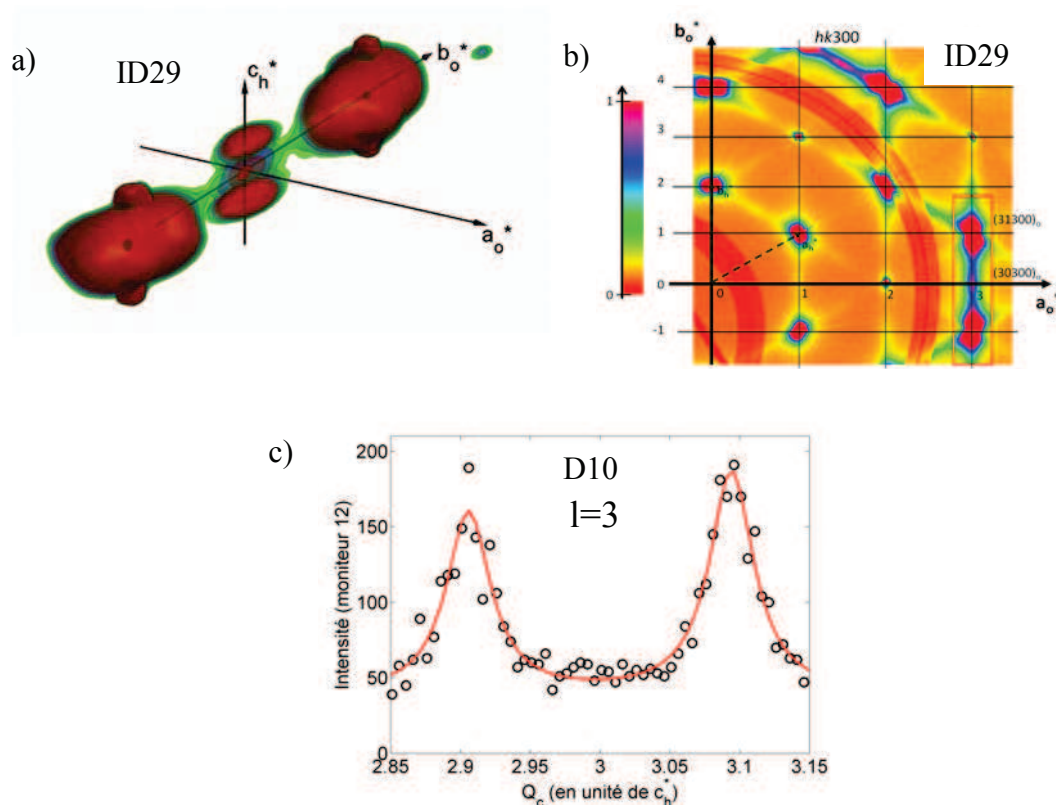 a)
ID29
c_h*
b_o*
a_o*
b)
b_o*
hk300
ID29
1
0
4
3
2
1
0
-1
0
1
2
3
a_o*
b_h*
a_h*
(31300)_o
(30300)_o
c)
D10
l=3
Intensité (moniteur 12)
200
150
100
50
0
2.85
2.9
2.95
3
3.05
3.1
3.15
Q_c (en unité de c_h*)